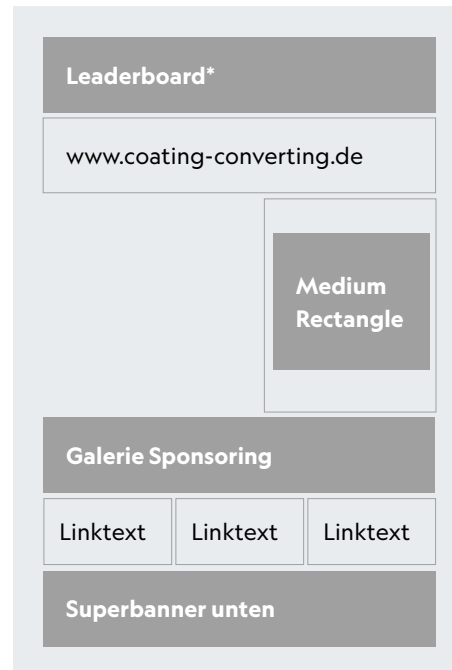 Leaderboard*
www.coating-converting.de
Medium
Rectangle
Galerie Sponsoring
Linktext Linktext Linktext
Superbanner unten